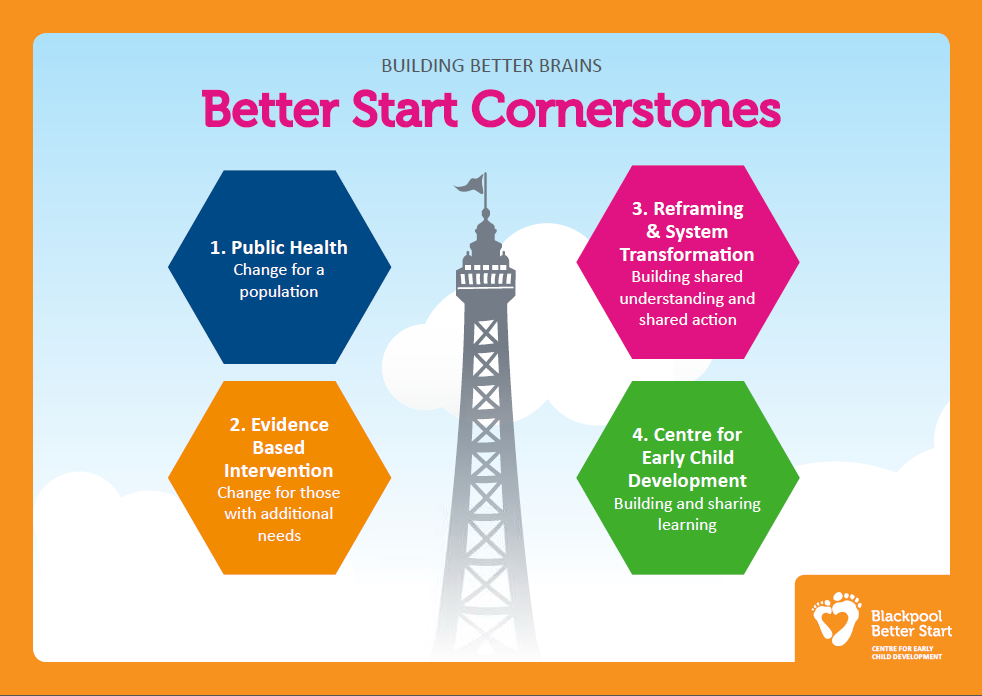 BUILDING BETTER BRAINS
Better Start Cornerstones
1. Public Health
Change for a
population
2. Evidence
Based
Intervention
Change for those
with additional
needs
3. Reframing
& System
Transformation
Building shared
understanding and
shared action
4. Centre for
Early Child
Development
Building and sharing
learning
Blackpool
Better Start
CENTRE FOR EARLY
CHILD DEVELOPMENT